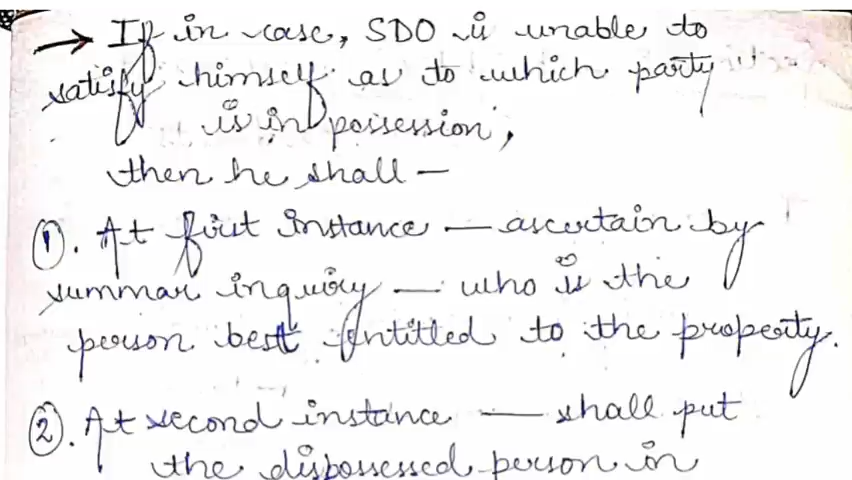 → If in case, SDO is unable to
satisfy himself as to which party
is in possession,
then he shall —
①. At first instance — ascertain by
summar inquiry — who is the
person best entitled to the property.
②. At second instance — shall put
the dispossessed person in